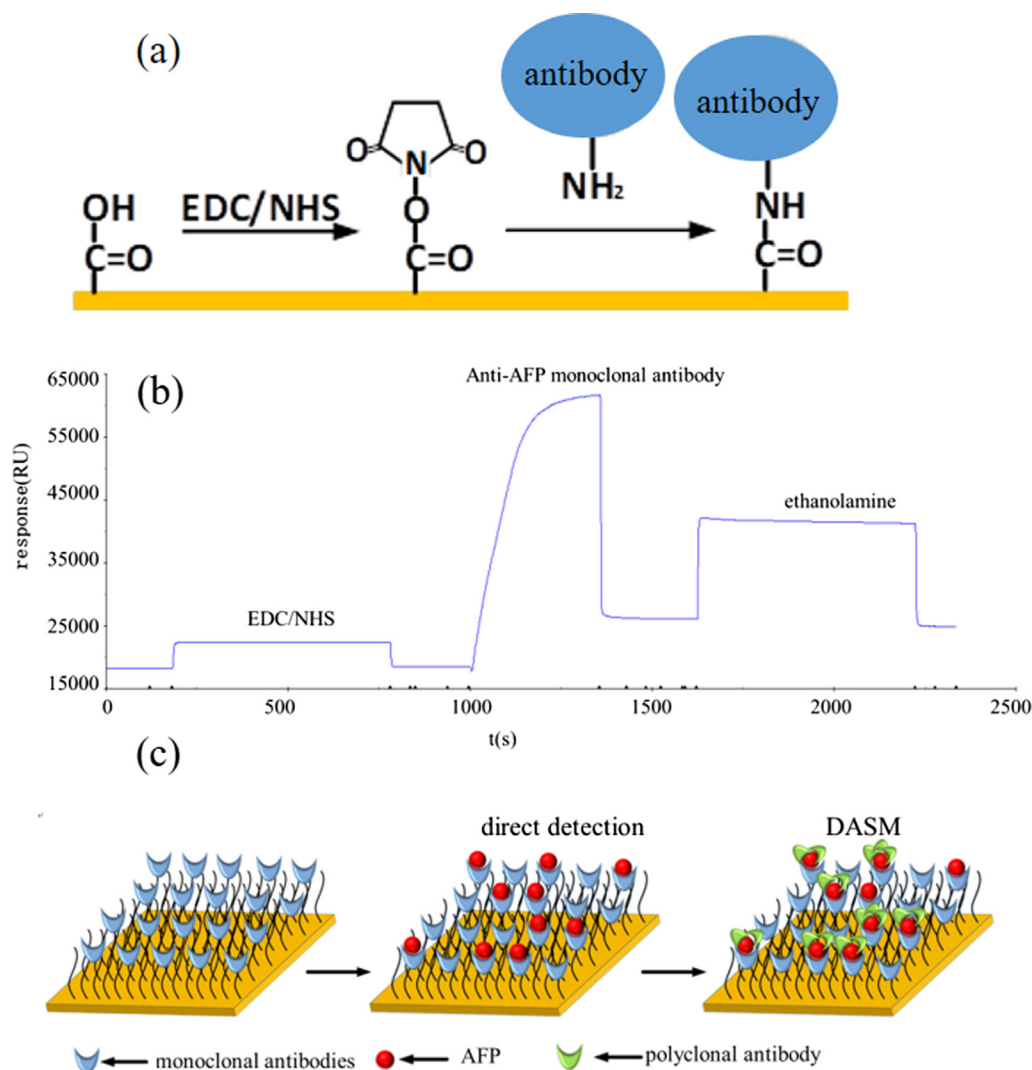 (a)
antibody
antibody
O
N
O
NH₂
OH
EDC/NHS
O
NH
C=O
C=O
C=O
(b)
65000
55000
45000
35000
25000
15000
response(RU)
Anti-AFP monoclonal antibody
ethanolamine
EDC/NHS
0
500
1000
1500
2000
2500
t(s)
(c)
direct detection
DASM
monoclonal antibodies
AFP
polyclonal antibody